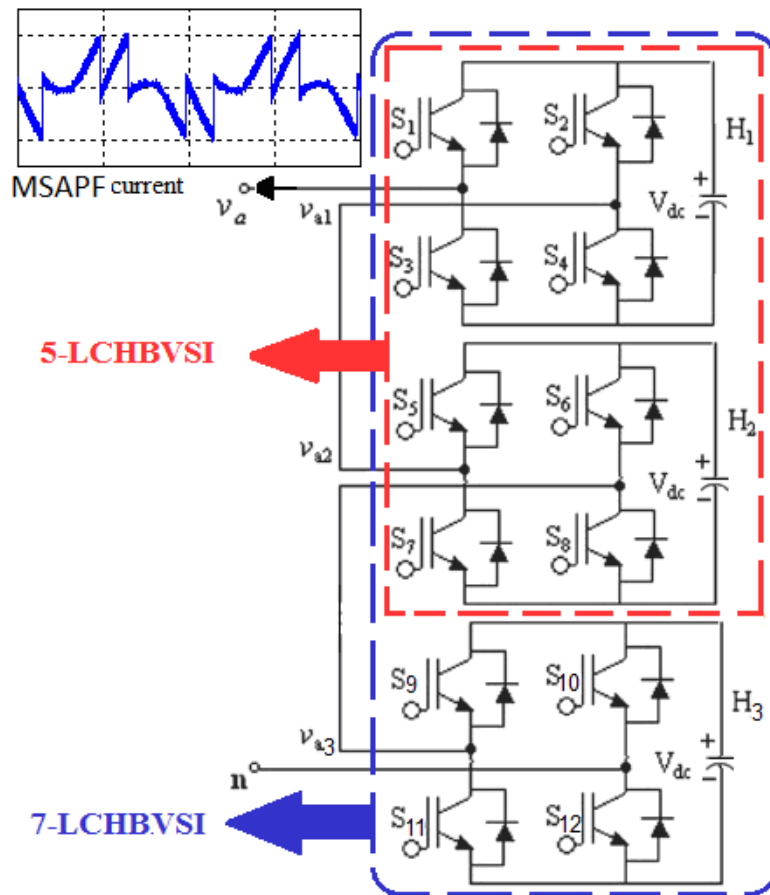 MSAPF current
v_a
v_a1
S_1
S_2
H_1
+
V_dc
-
S_3
S_4
5-LCHBVSI
S_5
S_6
H_2
v_a2
+
V_dc
-
S_7
S_8
S_9
S_10
H_3
v_a3
+
V_dc
-
n
7-LCHBVSI
S_11
S_12